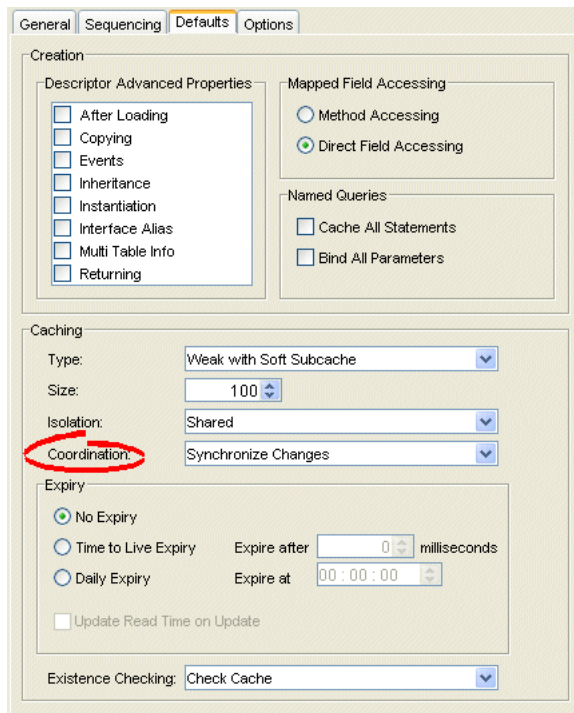 General Sequencing Defaults Options
Creation
Descriptor Advanced Properties
After Loading
Copying
Events
Inheritance
Instantiation
Interface Alias
Multi Table Info
Returning
Mapped Field Accessing
Method Accessing
Direct Field Accessing
Named Queries
Cache All Statements
Bind All Parameters
Caching
Type: Weak with Soft Subcache
Size: 100
Isolation: Shared
Coordination: Synchronize Changes
Expiry
No Expiry
Time to Live Expiry Expire after 0 milliseconds
Daily Expiry Expire at 00 : 00 : 00
Update Read Time on Update
Existence Checking: Check Cache